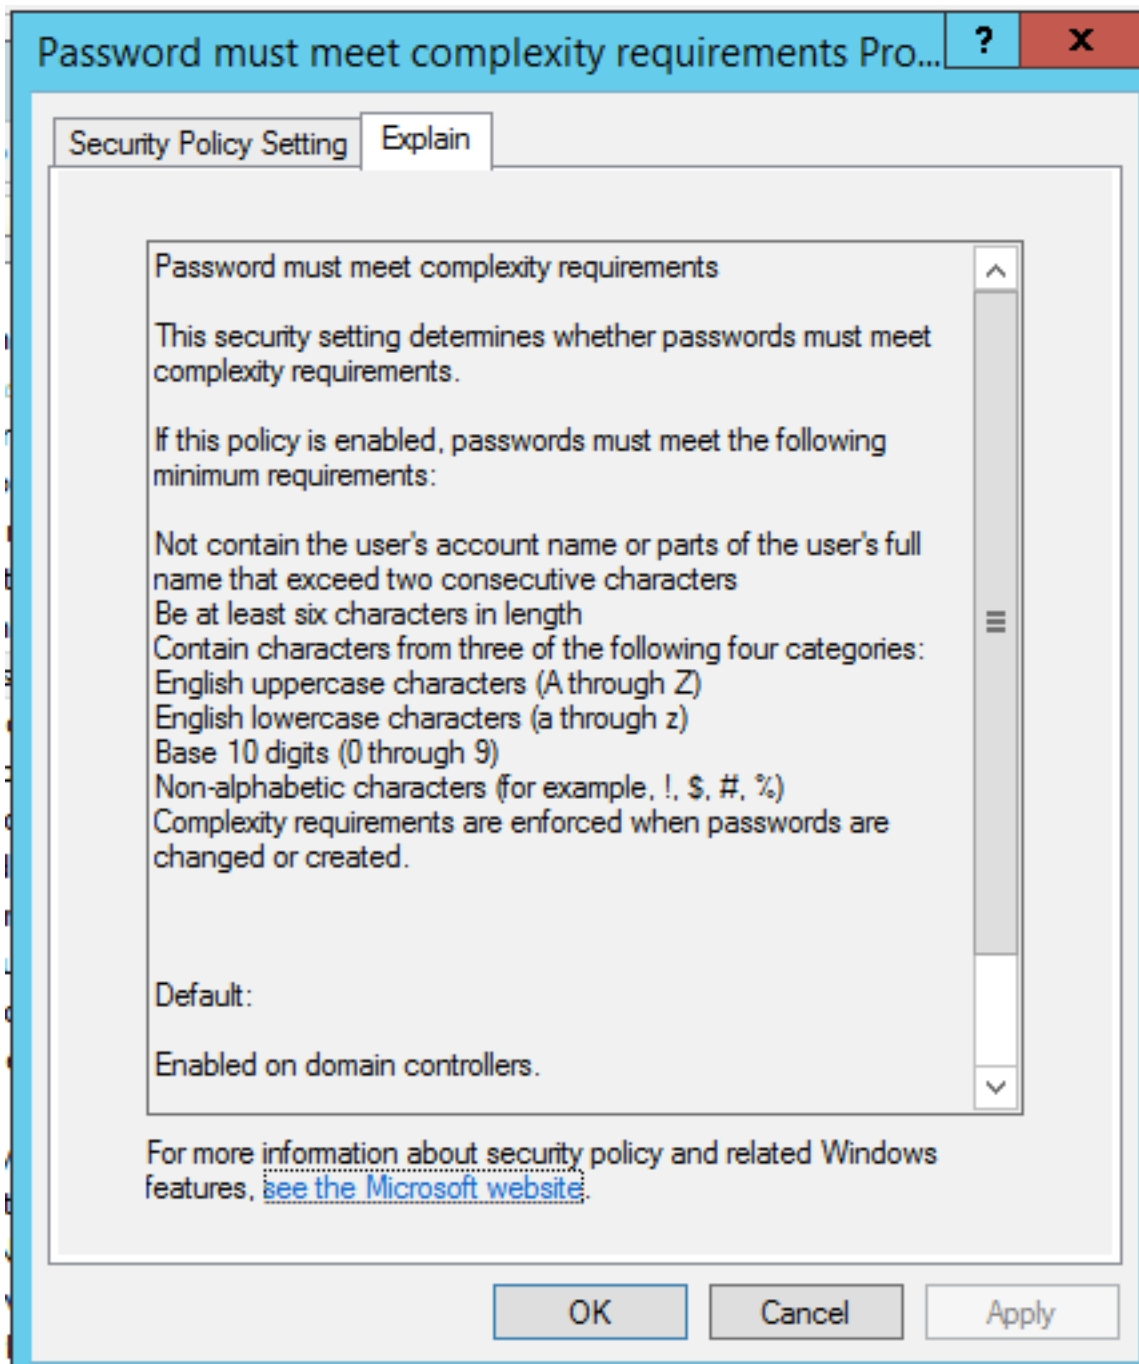 Password must meet complexity requirements Pro... ? x
Security Policy Setting Explain
Password must meet complexity requirements
This security setting determines whether passwords must meet
complexity requirements.
If this policy is enabled, passwords must meet the following
minimum requirements:
Not contain the user's account name or parts of the user's full
name that exceed two consecutive characters
Be at least six characters in length
Contain characters from three of the following four categories:
English uppercase characters (A through Z)
English lowercase characters (a through z)
Base 10 digits (0 through 9)
Non-alphabetic characters (for example, !, $, #, %)
Complexity requirements are enforced when passwords are
changed or created.
Default:
Enabled on domain controllers.
For more information about security policy and related Windows
features, see the Microsoft website.
OK Cancel Apply